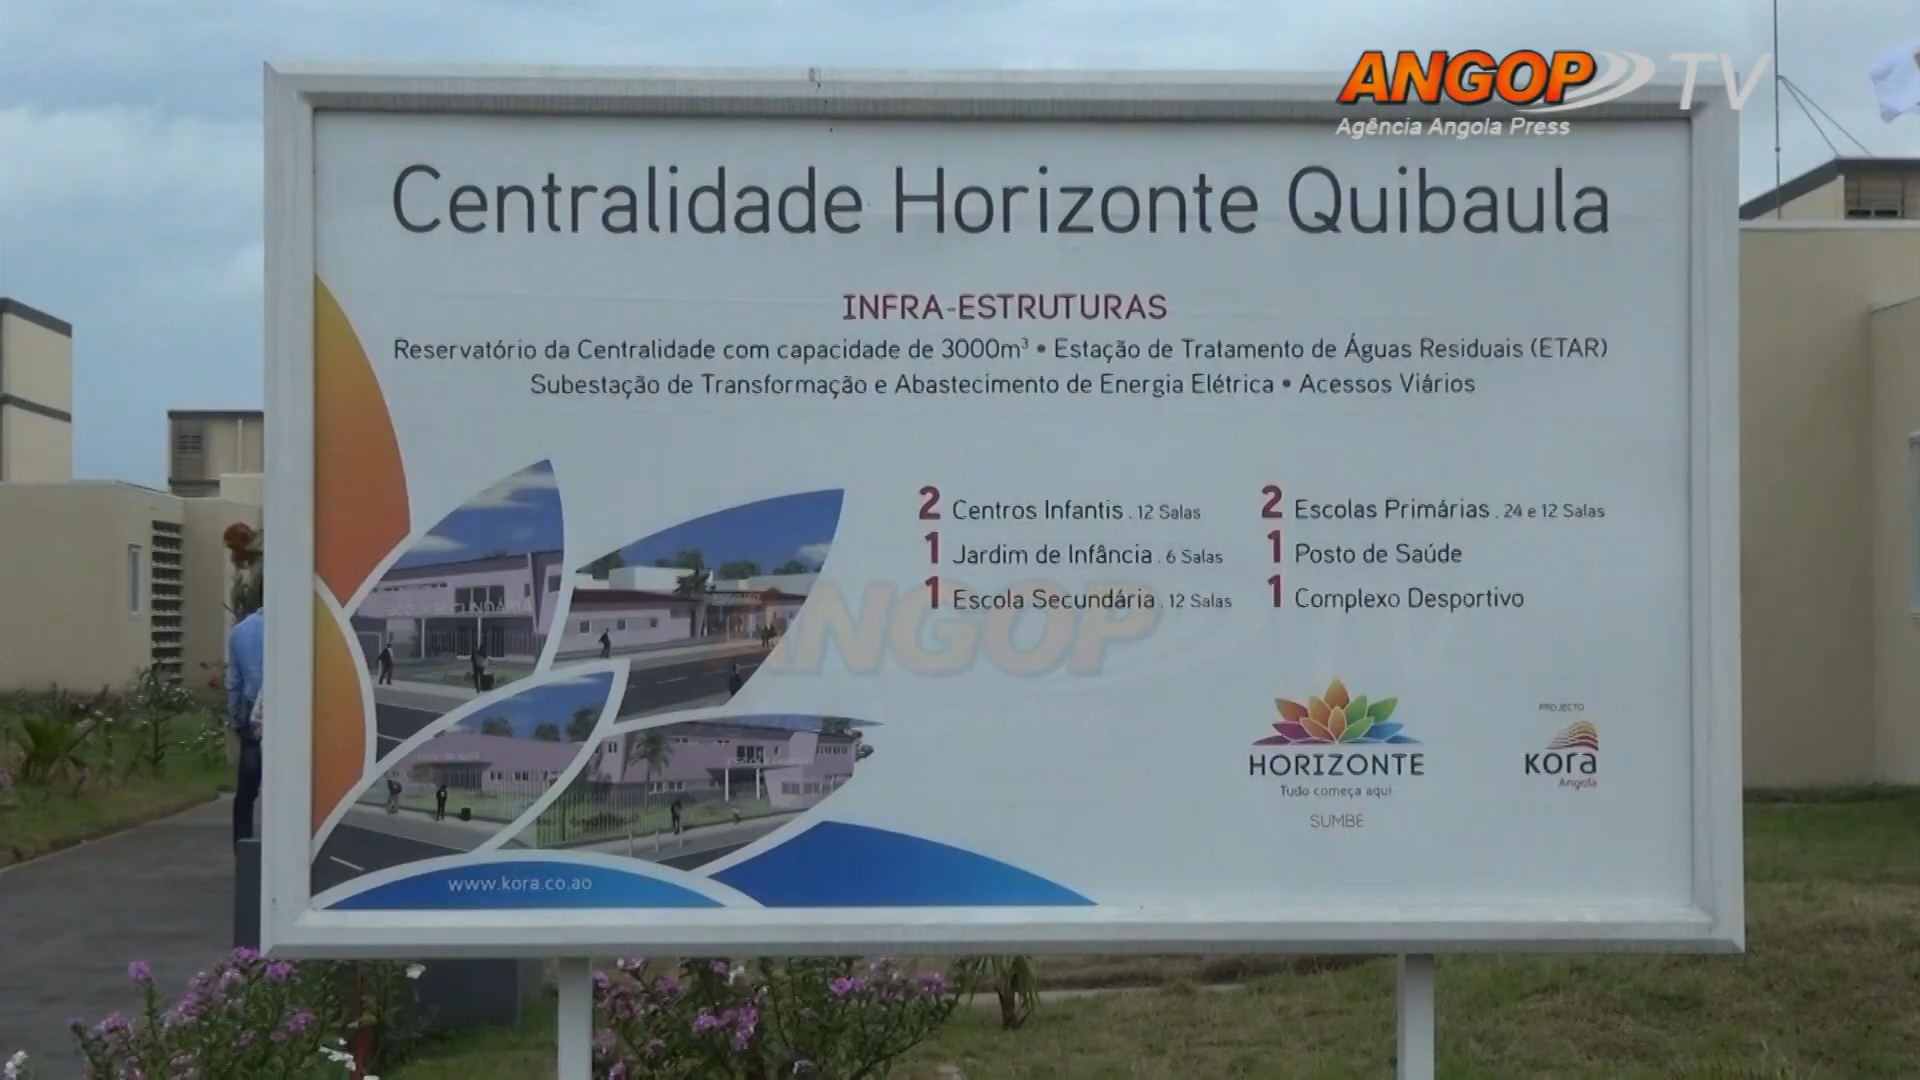 ANGOP TV
Agência Angola Press
Centralidade Horizonte Quibaula
INFRA-ESTRUTURAS
Reservatório da Centralidade com capacidade de 3000m³ • Estação de Tratamento de Águas Residuais (ETAR)
Subestação de Transformação e Abastecimento de Energia Elétrica • Acessos Viários
2 Centros Infantis . 12 Salas
1 Jardim de Infância . 6 Salas
1 Escola Secundária . 12 Salas
2 Escolas Primárias . 24 e 12 Salas
1 Posto de Saúde
1 Complexo Desportivo
ANGOP TV
HORIZONTE
Tudo começa aqui
SUMBE
PROJECTO
Kora
Angola
www.kora.co.ao